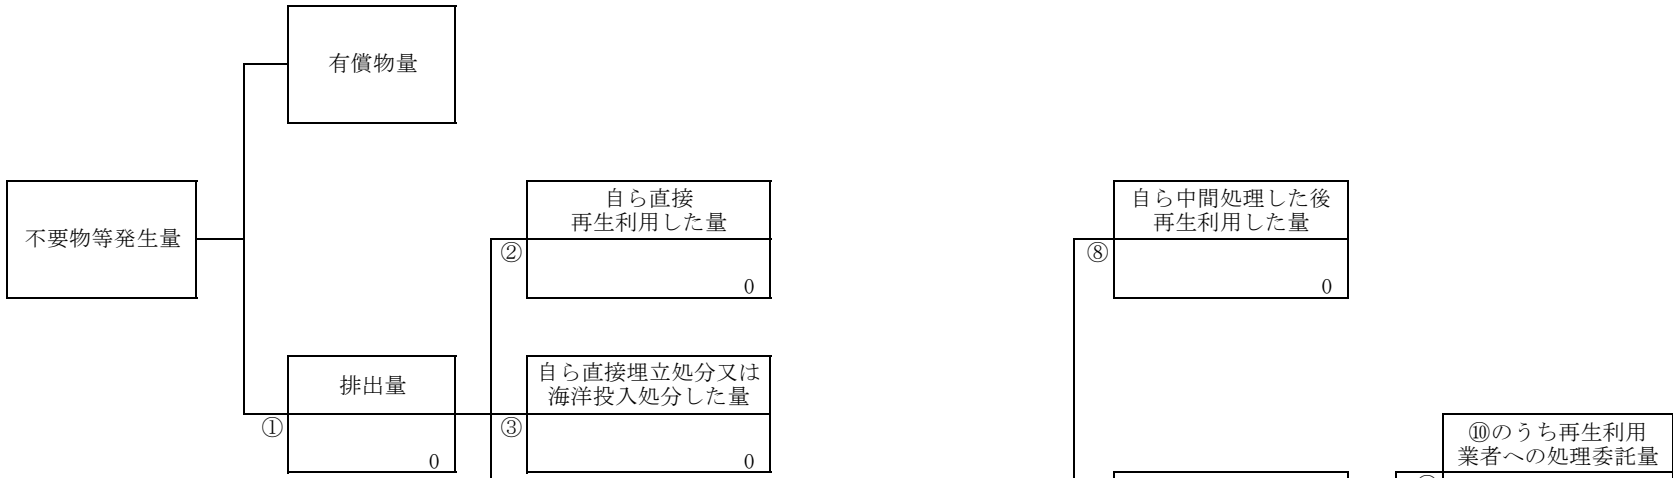 有償物量
不要物等発生量
自ら直接
再生利用した量
②
0
自ら中間処理した後
再生利用した量
⑧
0
排出量
①
0
自ら直接埋立処分又は
海洋投入処分した量
③
0
⑩のうち再生利用
業者への処理委託量